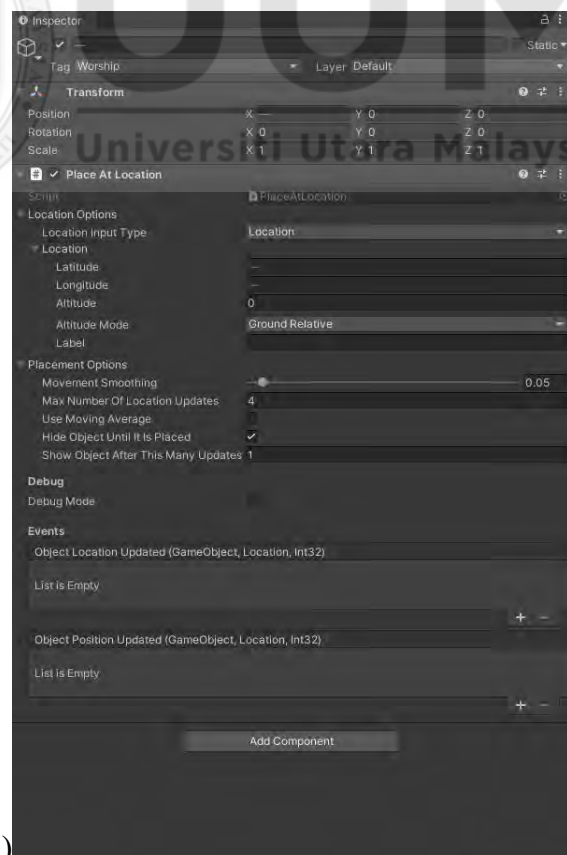 Inspector
—
Static
Tag Worship Layer Default
Transform
Position X — Y 0 Z 0
Rotation X 0 Y 0 Z 0
Scale X 1 Y 1 Z 1
Universiti Utara Malays
Place At Location
Script PlaceAtLocation
Location Options
Location Input Type Location
Location
Latitude —
Longitude —
Altitude 0
Altitude Mode Ground Relative
Label
Placement Options
Movement Smoothing 0.05
Max Number Of Location Updates 4
Use Moving Average
Hide Object Until It Is Placed
Show Object After This Many Updates 1
Debug
Debug Mode
Events
Object Location Updated (GameObject, Location, Int32)
List is Empty
+ −
Object Position Updated (GameObject, Location, Int32)
List is Empty
+ −
Add Component
)